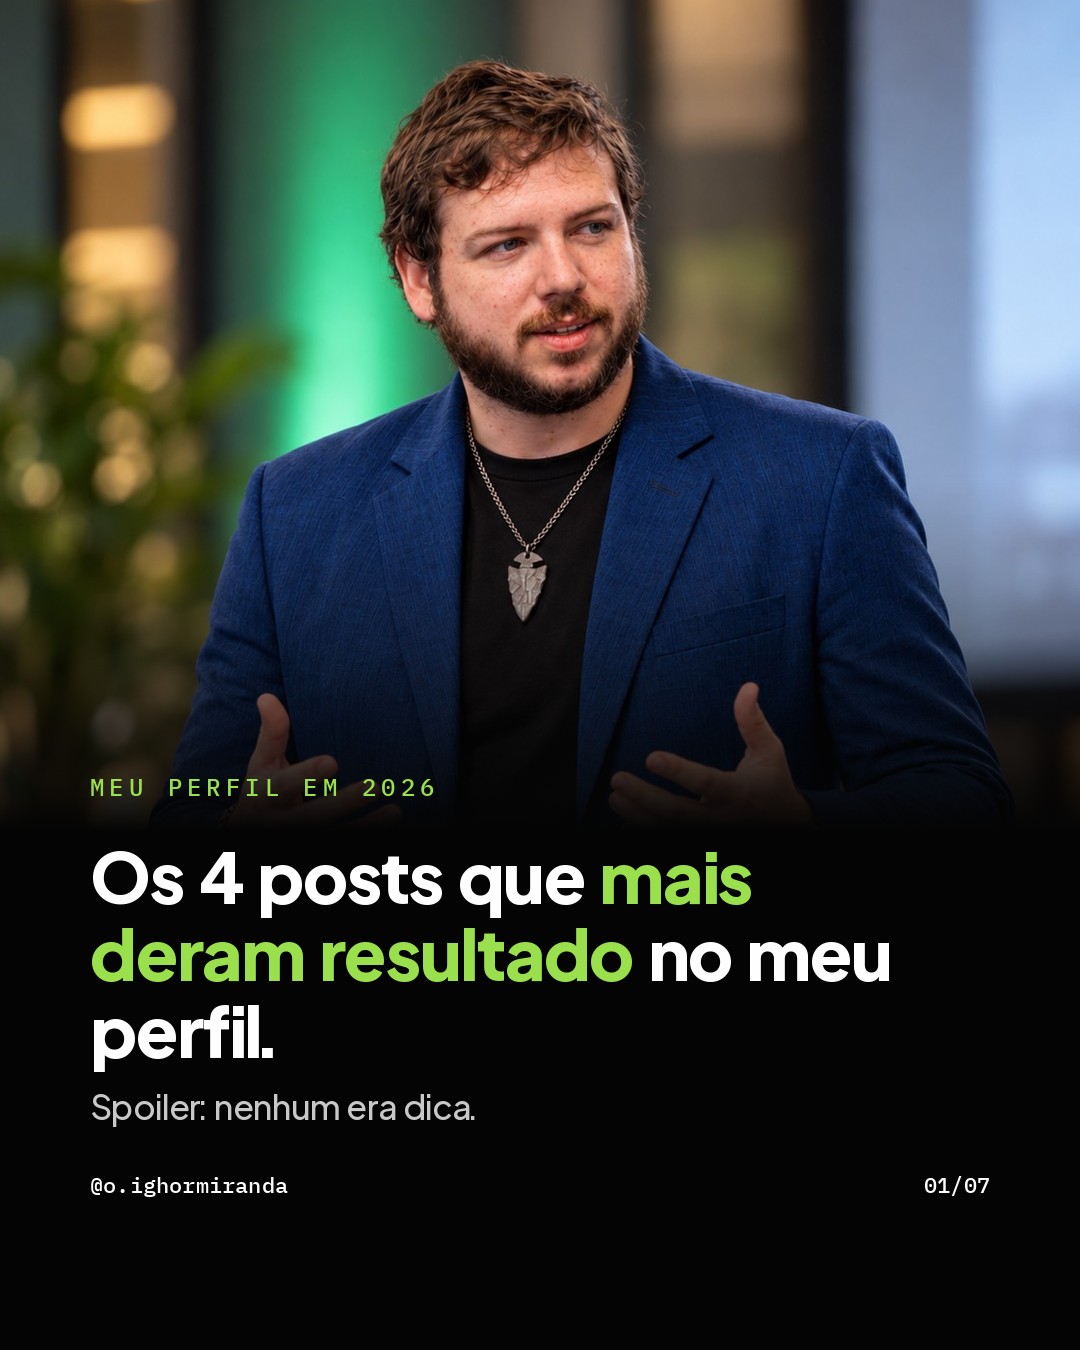 MEU PERFIL EM 2026
Os 4 posts que mais
deram resultado no meu
perfil.
Spoiler: nenhum era dica.
@o.ighormiranda
01/07